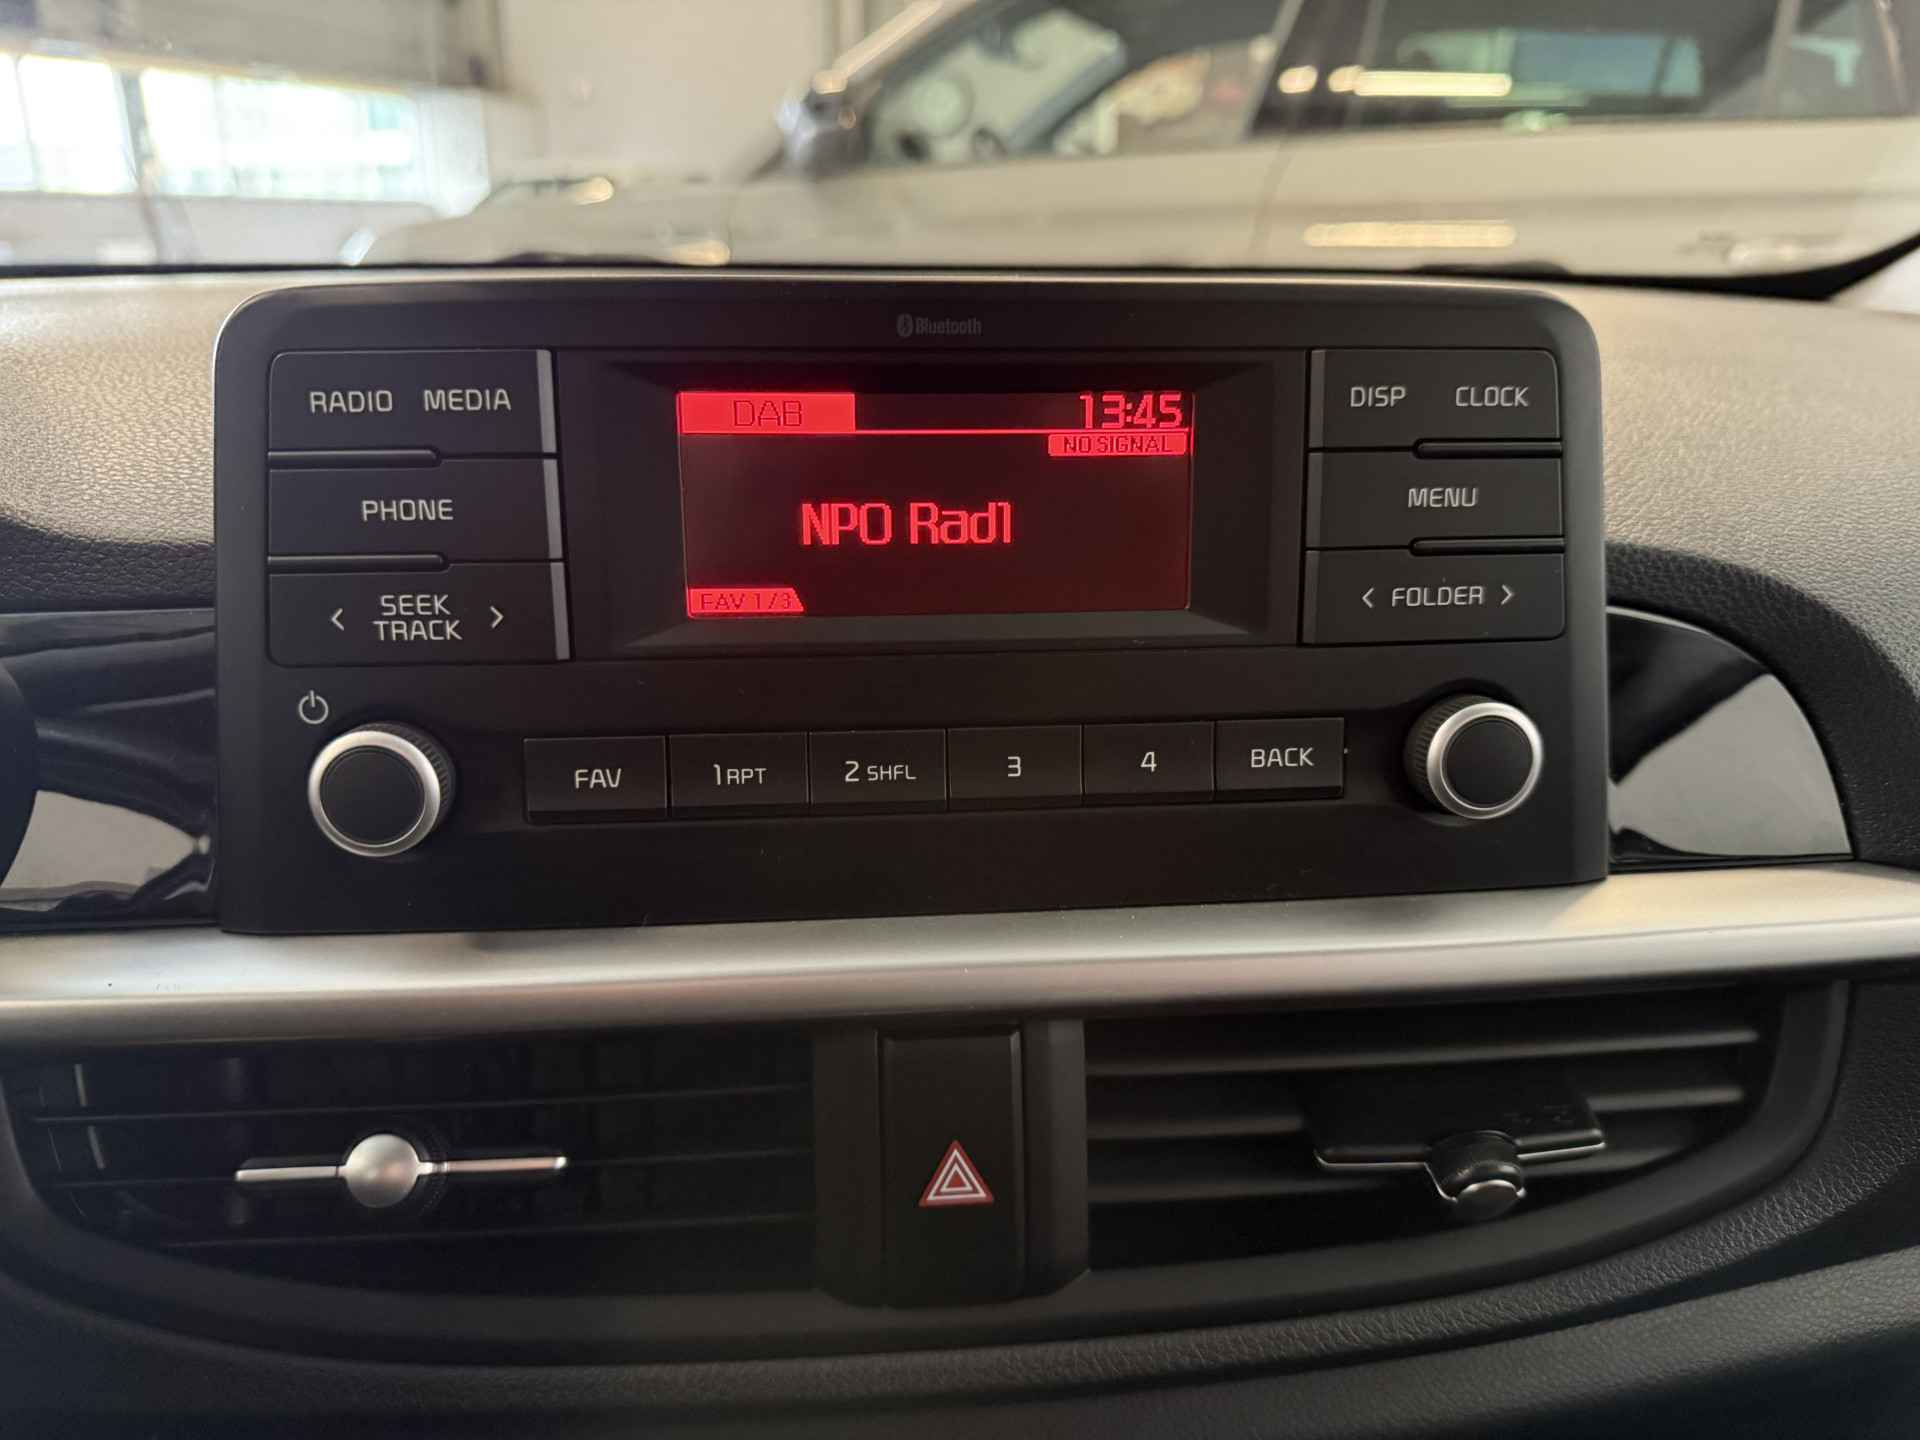 Bluetooth
RADIO MEDIA
DAB 13:45
DISP CLOCK
NO SIGNAL
PHONE
NPO Rad1
MENU
< SEEK TRACK >
FAV 1/3
< FOLDER >
FAV 1 RPT 2 SHFL 3 4 BACK